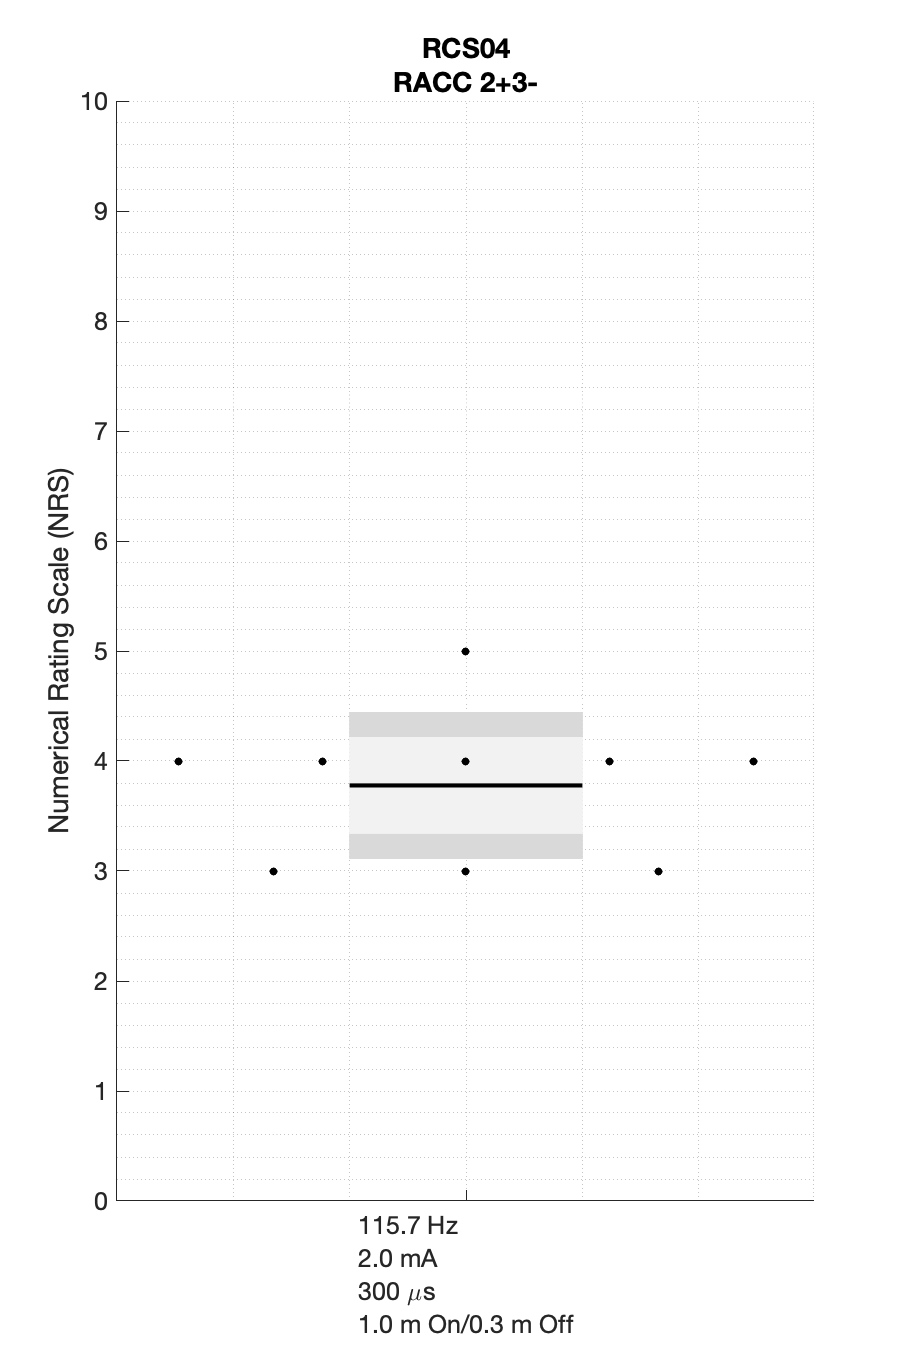 RCS04
RACC 2+3-
10
9
8
7
6
5
4
3
2
1
0
Numerical Rating Scale (NRS)
115.7 Hz
2.0 mA
300 μs
1.0 m On/0.3 m Off